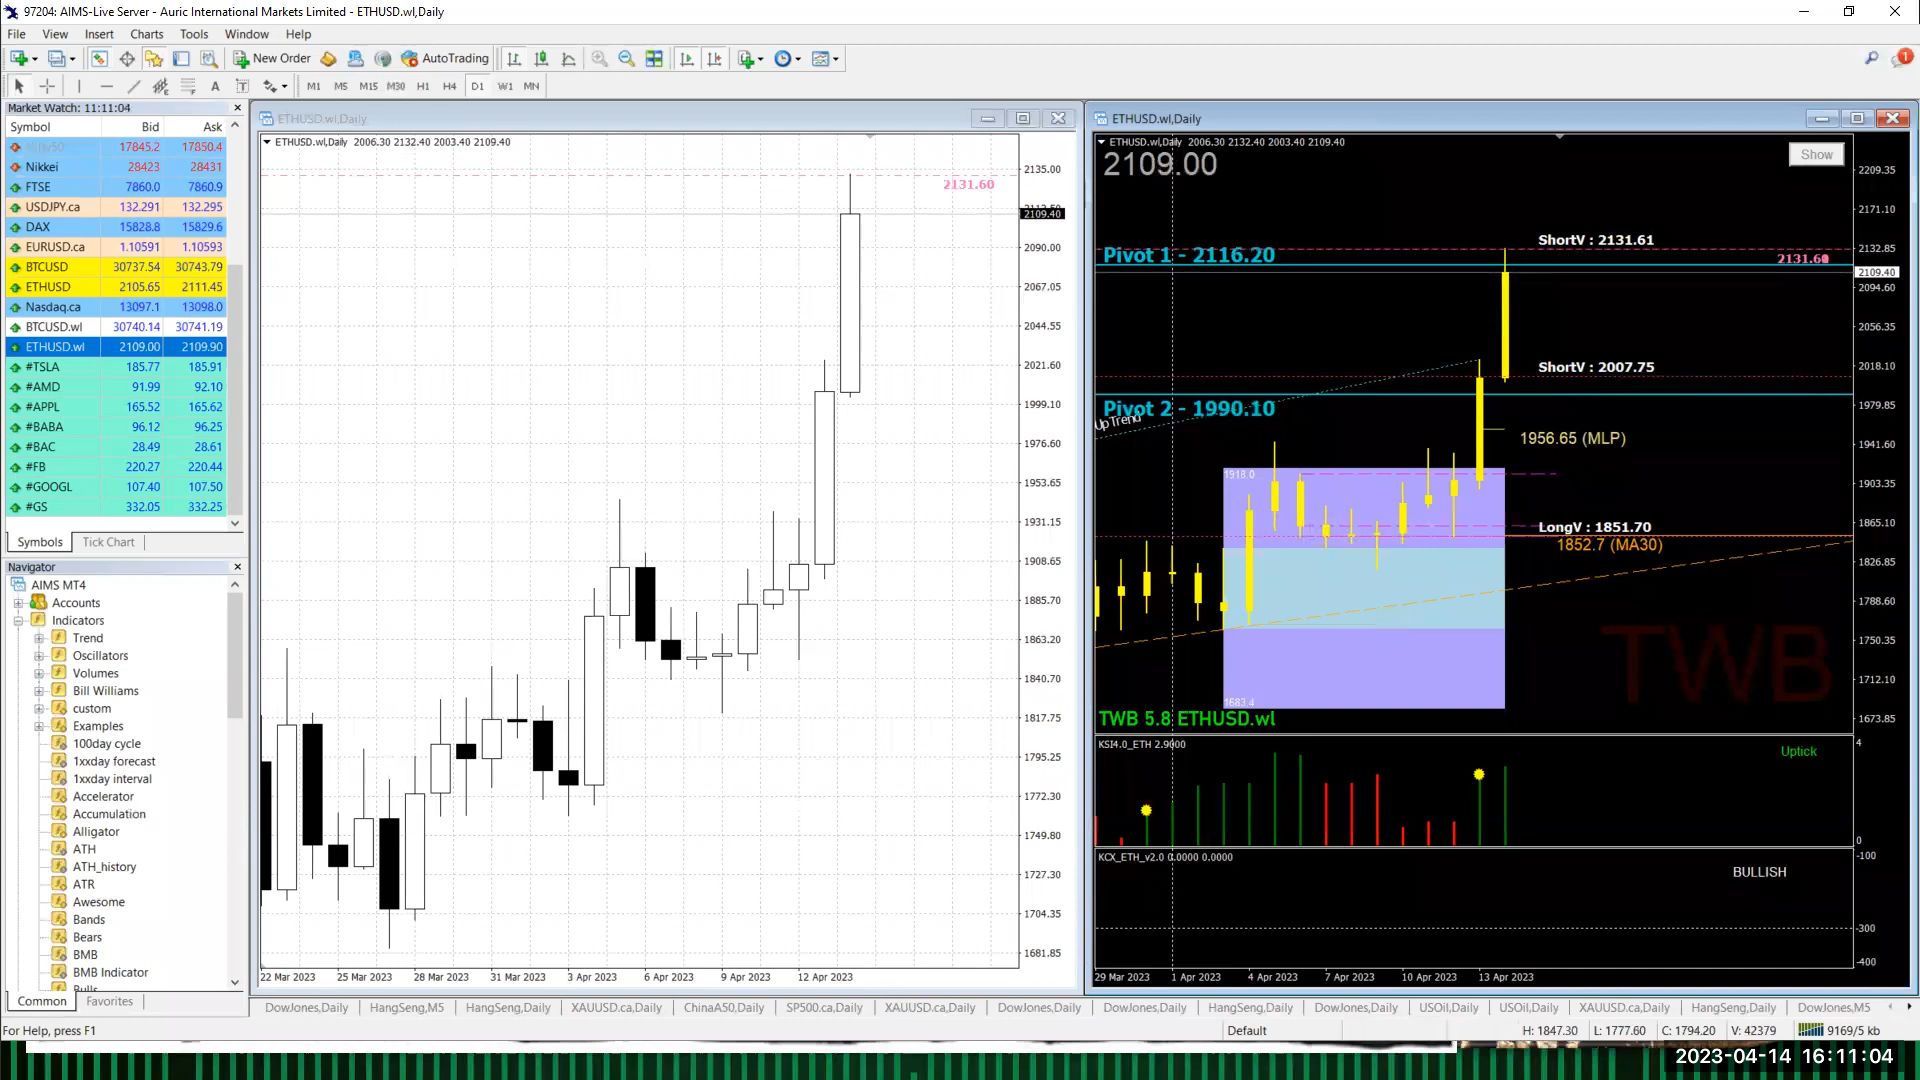 97204: AIMS-Live Server - Auric International Markets Limited - ETHUSD.wl,Daily
File View Insert Charts Tools Window Help
New Order AutoTrading
1
A T M1 M5 M15 M30 H1 H4 D1 W1 MN
Market Watch: 11:11:04
Symbol Bid Ask
Nifty50 17845.2 17850.4
Nikkei 28423 28431
FTSE 7860.0 7860.9
USDJPY.ca 132.291 132.295
DAX 15828.8 15829.6
EURUSD.ca 1.10591 1.10593
BTCUSD 30737.54 30743.79
ETHUSD 2105.65 2111.45
Nasdaq.ca 13097.1 13098.0
BTCUSD.wl 30740.14 30741.19
ETHUSD.wl 2109.00 2109.90
#TSLA 185.77 185.91
#AMD 91.99 92.10
#APPL 165.52 165.62
#BABA 96.12 96.25
#BAC 28.49 28.61
#FB 220.27 220.44
#GOOGL 107.40 107.50
#GS 332.05 332.25
Symbols Tick Chart
Navigator
AIMS MT4
Accounts
Indicators
Trend
Oscillators
Volumes
Bill Williams
custom
Examples
100day cycle
1xxday forecast
1xxday interval
Accelerator
Accumulation
Alligator
ATH
ATH_history
ATR
Awesome
Bands
Bears
BMB
BMB Indicator
Bulls
Common Favorites
ETHUSD.wl,Daily
ETHUSD.wl,Daily 2006.30 2132.40 2003.40 2109.40
2131.60
2135.00
2109.40
2090.00
2067.05
2044.55
2021.60
1999.10
1976.60
1953.65
1931.15
1908.65
1885.70
1863.20
1840.70
1817.75
1795.25
1772.30
1749.80
1727.30
1704.35
1681.85
22 Mar 2023 25 Mar 2023 28 Mar 2023 31 Mar 2023 3 Apr 2023 6 Apr 2023 9 Apr 2023 12 Apr 2023
ETHUSD.wl,Daily
ETHUSD.wl,Daily 2006.30 2132.40 2003.40 2109.40
2109.00
Show
ShortV : 2131.61
Pivot 1 - 2116.20
2131.60
ShortV : 2007.75
Pivot 2 - 1990.10
UpTrend
1956.65 (MLP)
1918.0
LongV : 1851.70
1852.7 (MA30)
TWB
1683.4
TWB 5.8 ETHUSD.wl
2209.35
2171.10
2132.85
2109.40
2094.60
2056.35
2018.10
1979.85
1941.60
1903.35
1865.10
1826.85
1788.60
1750.35
1712.10
1673.85
KSI4.0_ETH 2.9000
Uptick
4
0
KCX_ETH_v2.0 0.0000 0.0000
BULLISH
-100
-300
-400
29 Mar 2023 1 Apr 2023 4 Apr 2023 7 Apr 2023 10 Apr 2023 13 Apr 2023
DowJones,Daily HangSeng,M5 HangSeng,Daily XAUUSD.ca,Daily ChinaA50,Daily SP500.ca,Daily XAUUSD.ca,Daily DowJones,Daily DowJones,Daily HangSeng,Daily DowJones,Daily USOil,Daily USOil,Daily XAUUSD.ca,Daily HangSeng,Daily DowJones,M5
For Help, press F1 Default H: 1847.30 L: 1777.60 C: 1794.20 V: 42379 9169/5 kb
2023-04-14 16:11:04